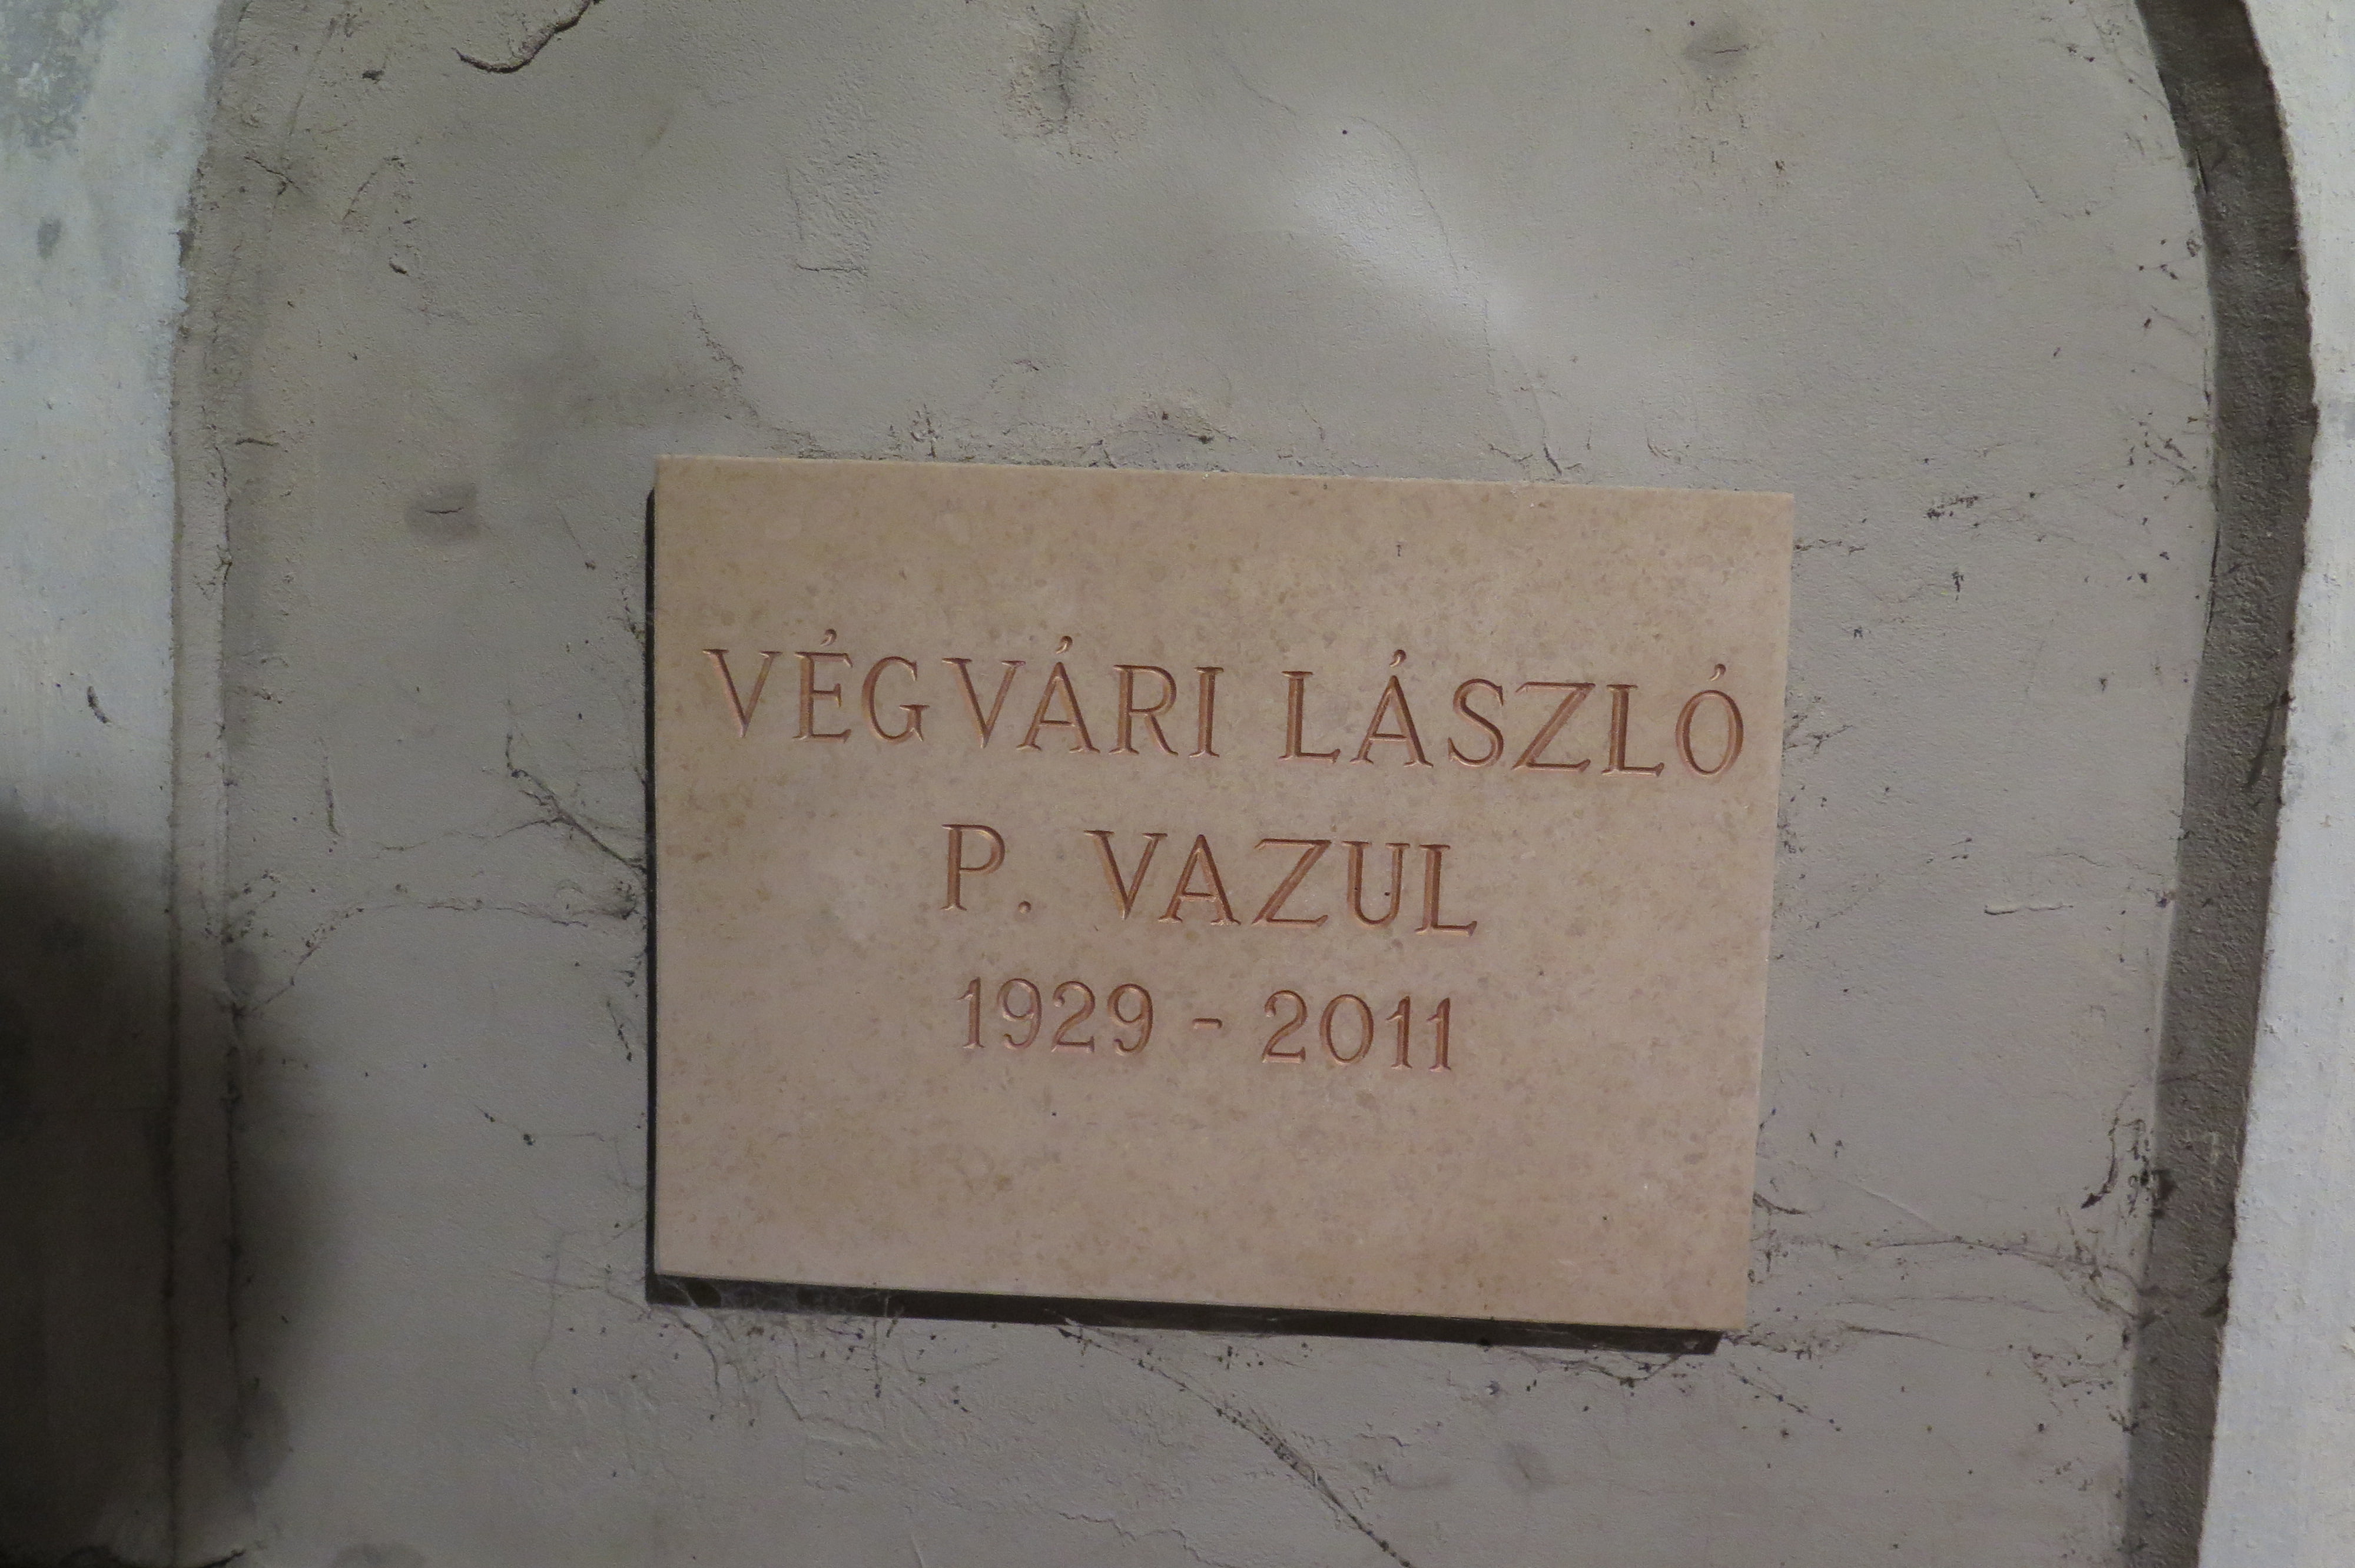 VÉGVÁRI LÁSZLÓ
P. VAZUL
1929 - 2011